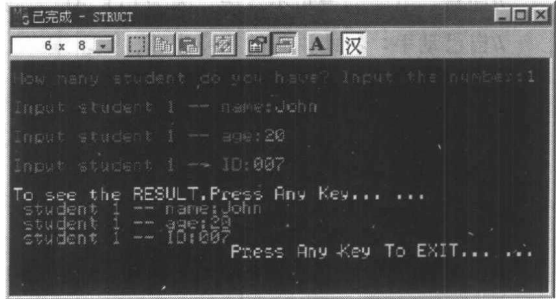 已完成 - STRUCT
6 x 8 A 汉
How many student do you have? Input the number:1
Input student 1 -- name:John
Input student 1 -- age:20
Input student 1 -- ID:007
To see the RESULT.Press Any Key... ...
student 1 -- name:John
student 1 -- age:20
student 1 -- ID:007
Press Any Key To EXIT... ...